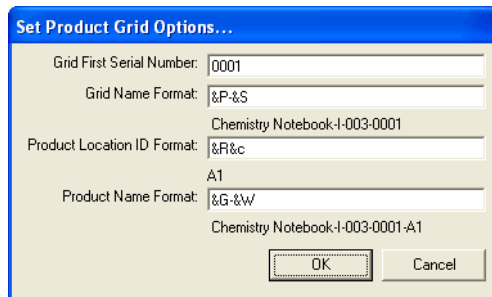 Set Product Grid Options...
Grid First Serial Number: 0001
Grid Name Format: &P-&S
Chemistry Notebook-I-003-0001
Product Location ID Format: &R&c
A1
Product Name Format: &G-&W
Chemistry Notebook-I-003-0001-A1
OK Cancel